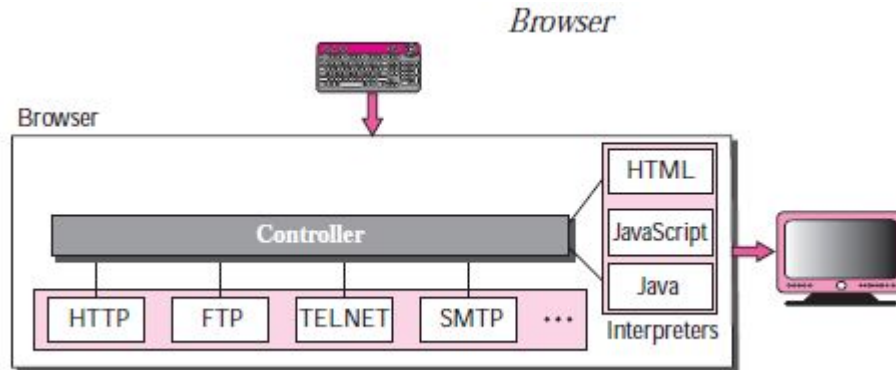 Browser
Browser
HTML
Controller
JavaScript
Java
HTTP FTP TELNET SMTP ...
Interpreters